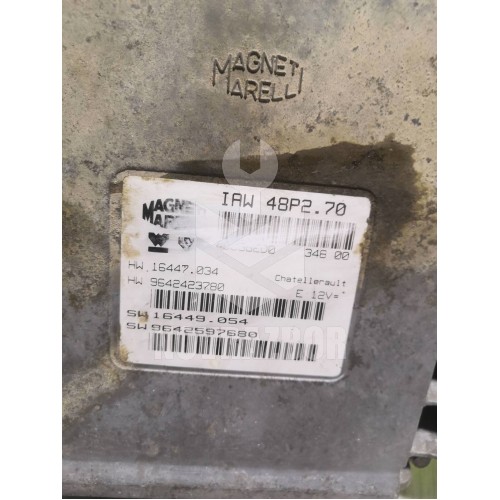 MAGNETI
MARELLI
IAW 48P2.70
MAGNETI
MARELLI
346 00
HW 16447.034
Chatellerault
HW 9642423780
E 12V=
SW 16449.054
SW 9642597680